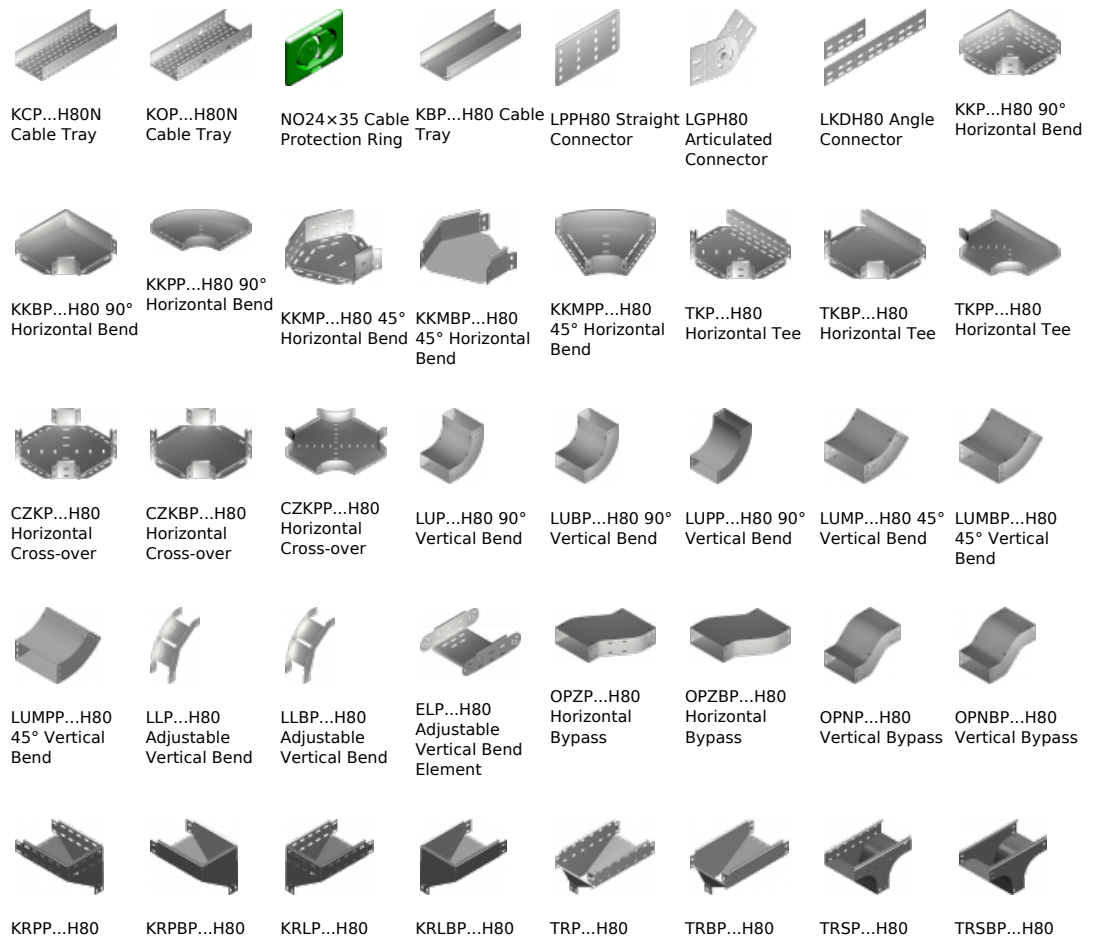 KCP...H80N
Cable Tray
KOP...H80N
Cable Tray
NO24×35 Cable
Protection Ring
KBP...H80 Cable
Tray
LPPH80 Straight
Connector
LGPH80
Articulated
Connector
LKDH80 Angle
Connector
KKP...H80 90°
Horizontal Bend
KKBP...H80 90°
Horizontal Bend
KKPP...H80 90°
Horizontal Bend
KKMP...H80 45°
Horizontal Bend
KKMBP...H80
45° Horizontal
Bend
KKMPP...H80
45° Horizontal
Bend
TKP...H80
Horizontal Tee
TKBP...H80
Horizontal Tee
TKPP...H80
Horizontal Tee
CZKP...H80
Horizontal
Cross-over
CZKBP...H80
Horizontal
Cross-over
CZKPP...H80
Horizontal
Cross-over
LUP...H80 90°
Vertical Bend
LUBP...H80 90°
Vertical Bend
LUPP...H80 90°
Vertical Bend
LUMP...H80 45°
Vertical Bend
LUMBP...H80
45° Vertical
Bend
LUMPP...H80
45° Vertical
Bend
LLP...H80
Adjustable
Vertical Bend
LLBP...H80
Adjustable
Vertical Bend
ELP...H80
Adjustable
Vertical Bend
Element
OPZP...H80
Horizontal
Bypass
OPZBP...H80
Horizontal
Bypass
OPNP...H80
Vertical Bypass
OPNBP...H80
Vertical Bypass
KRPP...H80
KRPBP...H80
KRLP...H80
KRLBP...H80
TRP...H80
TRBP...H80
TRSP...H80
TRSBP...H80